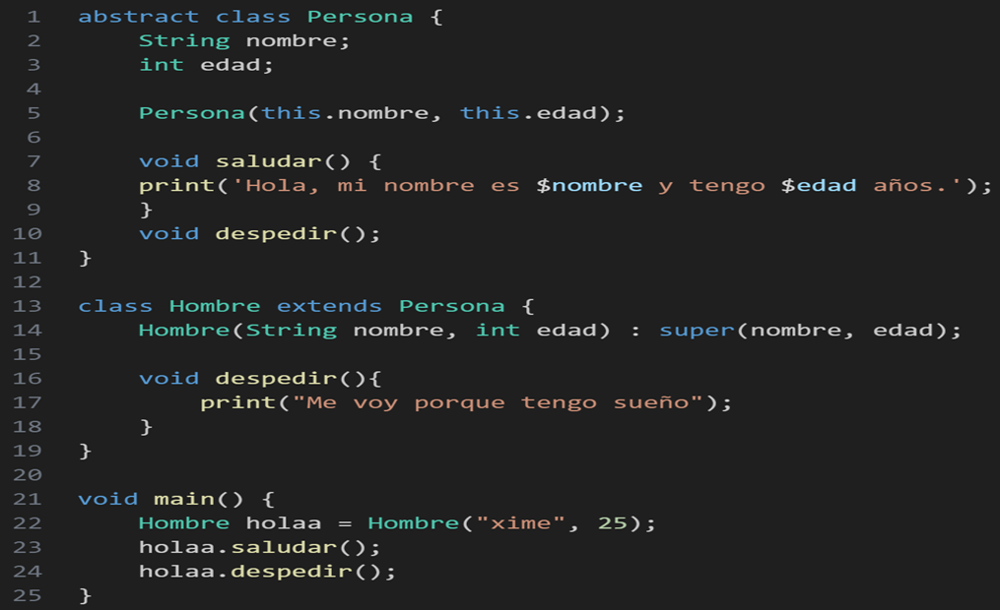 1 abstract class Persona {
2 String nombre;
3 int edad;
4
5 Persona(this.nombre, this.edad);
6
7 void saludar() {
8 print('Hola, mi nombre es $nombre y tengo $edad años.');
9 }
10 void despedir();
11 }
12
13 class Hombre extends Persona {
14 Hombre(String nombre, int edad) : super(nombre, edad);
15
16 void despedir(){
17 print("Me voy porque tengo sueño");
18 }
19 }
20
21 void main() {
22 Hombre holaa = Hombre("xime", 25);
23 holaa.saludar();
24 holaa.despedir();
25 }